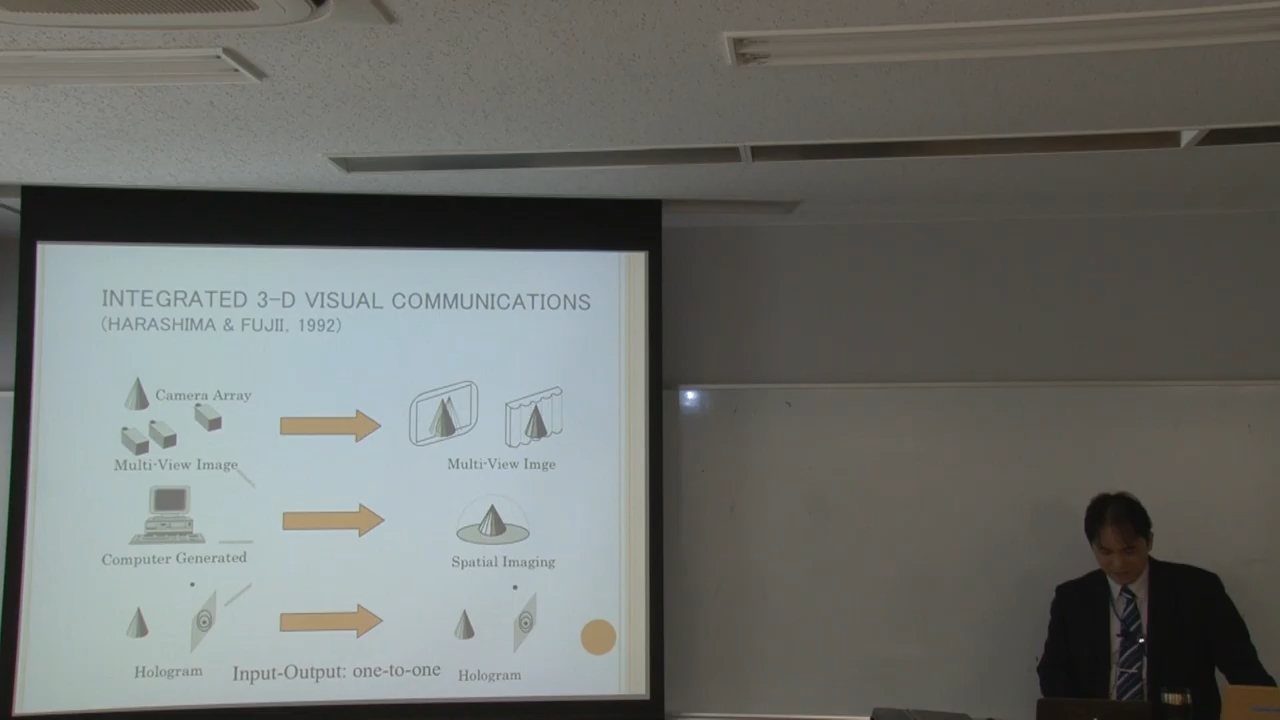 INTEGRATED 3-D VISUAL COMMUNICATIONS
(HARASHIMA & FUJII. 1992)
Camera Array
Multi-View Image
Multi-View Imge
Computer Generated
Spatial Imaging
Hologram
Input-Output: one-to-one
Hologram